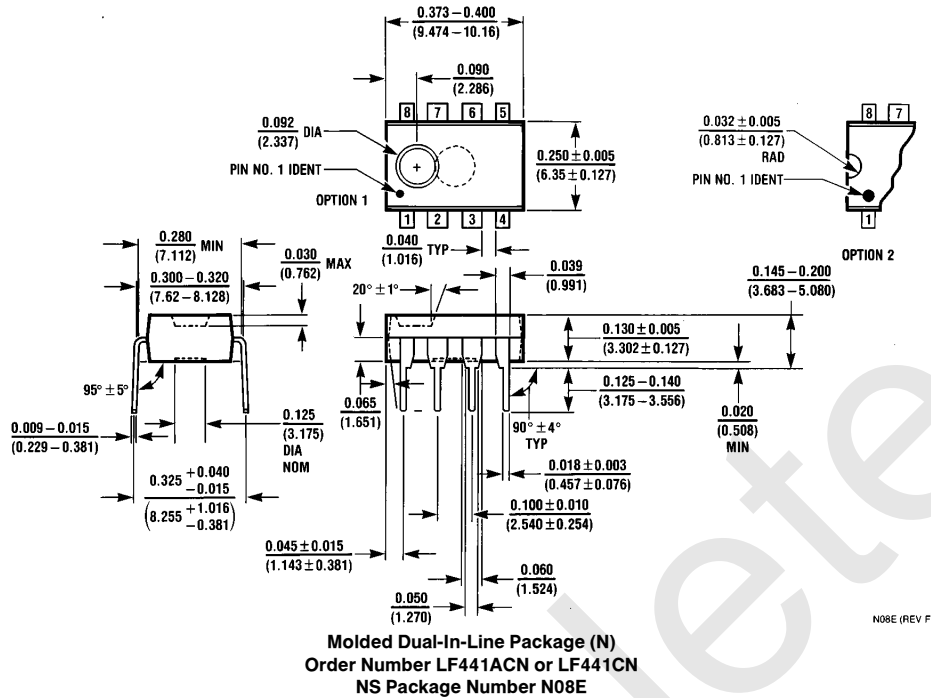 0.373 – 0.400
(9.474 – 10.16)
0.090
(2.286)
8 7 6 5
0.092 DIA
(2.337)
PIN NO. 1 IDENT
OPTION 1
0.250 ± 0.005
(6.35 ± 0.127)
1 2 3 4
0.032 ± 0.005
(0.813 ± 0.127)
RAD
PIN NO. 1 IDENT
8 7
1
OPTION 2
0.280 MIN
(7.112)
0.300 – 0.320
(7.62 – 8.128)
0.030 MAX
(0.762)
0.040 TYP
(1.016)
20° ± 1°
0.039
(0.991)
0.145 – 0.200
(3.683 – 5.080)
0.130 ± 0.005
(3.302 ± 0.127)
0.125 – 0.140
(3.175 – 3.556)
0.020
(0.508)
MIN
95° ± 5°
0.009 – 0.015
(0.229 – 0.381)
0.125
(3.175)
DIA
NOM
0.065
(1.651)
90° ± 4°
TYP
0.018 ± 0.003
(0.457 ± 0.076)
0.325 +0.040 −0.015
(8.255 +1.016 −0.381)
0.100 ± 0.010
(2.540 ± 0.254)
0.045 ± 0.015
(1.143 ± 0.381)
0.060
(1.524)
0.050
(1.270)
N08E (REV F
Molded Dual-In-Line Package (N)
Order Number LF441ACN or LF441CN
NS Package Number N08E
lete